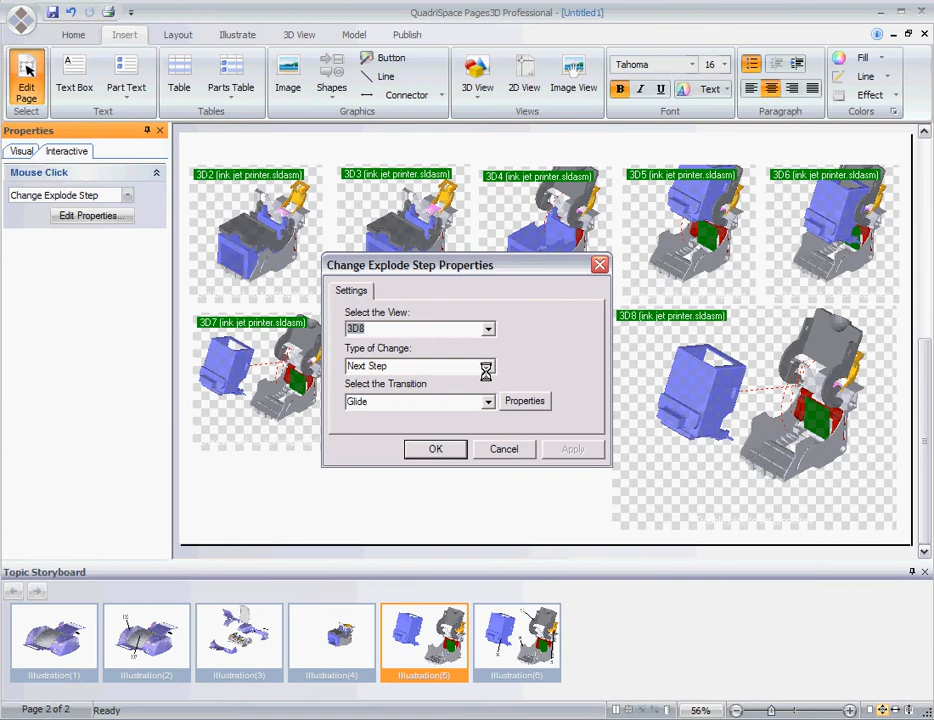 QuadriSpace Pages3D Professional - [Untitled1]
Home
Insert
Layout
Illustrate
3D View
Model
Publish
Edit Page
Select
Text Box
Part Text
Text
Table
Parts Table
Tables
Image
Shapes
Button
Line
Connector
Graphics
3D View
2D View
Image View
Views
Tahoma
16
B
I
U
Text
Font
Paragraph
Fill
Line
Effect
Colors
Properties
Visual
Interactive
Mouse Click
Change Explode Step
Edit Properties...
3D2 (ink jet printer.sldasm)
3D3 (ink jet printer.sldasm)
3D4 (ink jet printer.sldasm)
3D5 (ink jet printer.sldasm)
3D6 (ink jet printer.sldasm)
3D7 (ink jet printer.sldasm)
3D8 (ink jet printer.sldasm)
Change Explode Step Properties
Settings
Select the View:
3D8
Type of Change:
Next Step
Select the Transition
Glide
Properties
OK
Cancel
Apply
Topic Storyboard
Illustration(1)
Illustration(2)
Illustration(3)
Illustration(4)
Illustration(5)
Illustration(6)
Page 2 of 2
Ready
56%